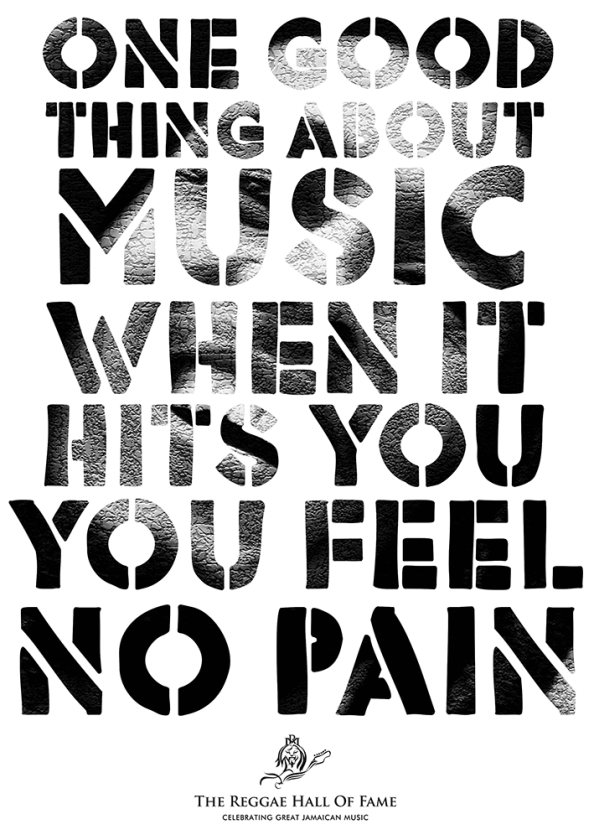 ONE GOOD
THING ABOUT
MUSIC
WHEN IT
HITS YOU
YOU FEEL
NO PAIN
THE REGGAE HALL OF FAME
CELEBRATING GREAT JAMAICAN MUSIC